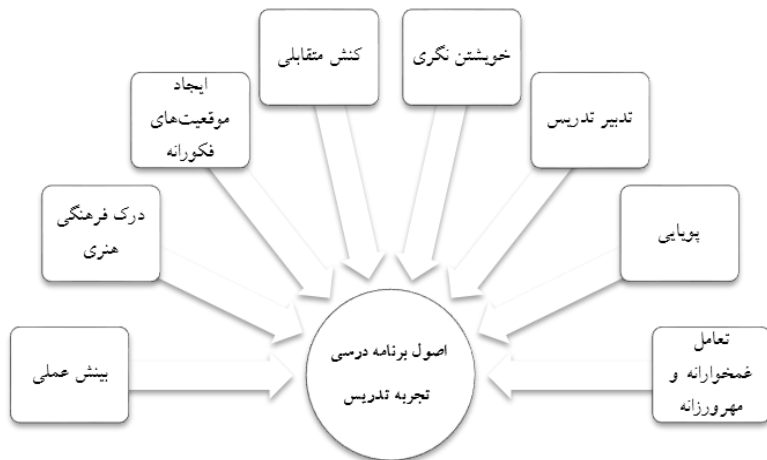 کنش متقابلی
خویشتن نگری
ایجاد
موقعیت‌های
فکورانه
تدبیر تدریس
درک فرهنگی
هنری
پویایی
بینش عملی
اصول برنامه درسی
تجربه تدریس
تعامل
غمخوارانه و
مهرورزانه